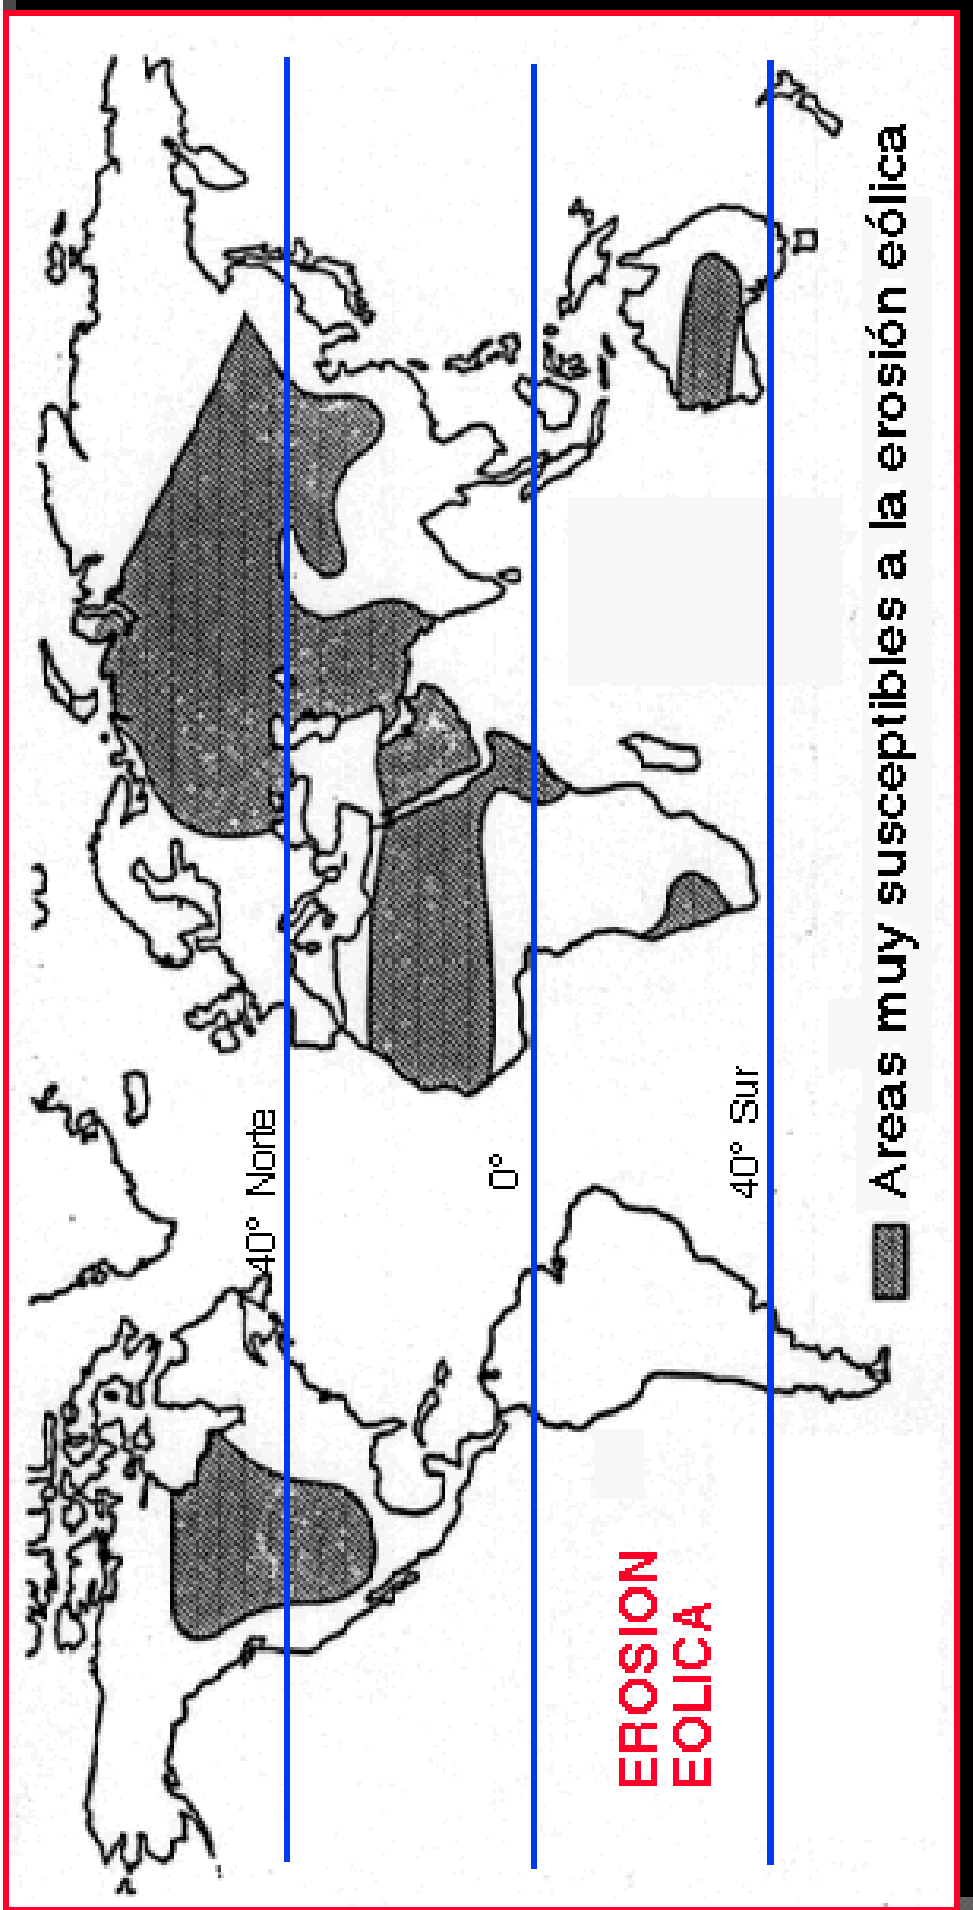 40° Norte
0°
40° Sur
EROSION
EOLICA
Areas muy susceptibles a la erosión eólica